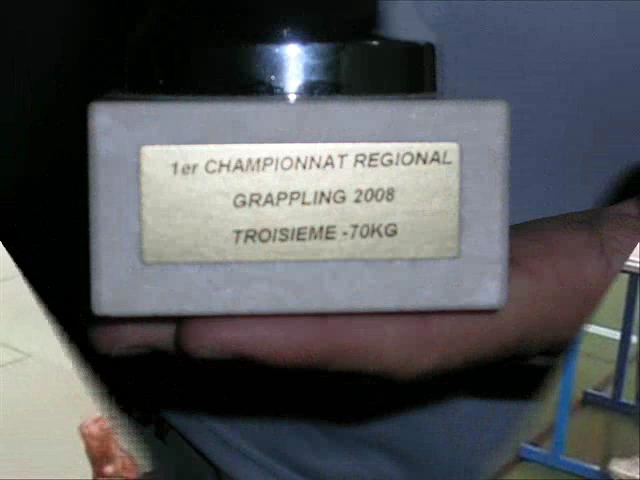 1er CHAMPIONNAT REGIONAL
GRAPPLING 2008
TROISIEME -70KG